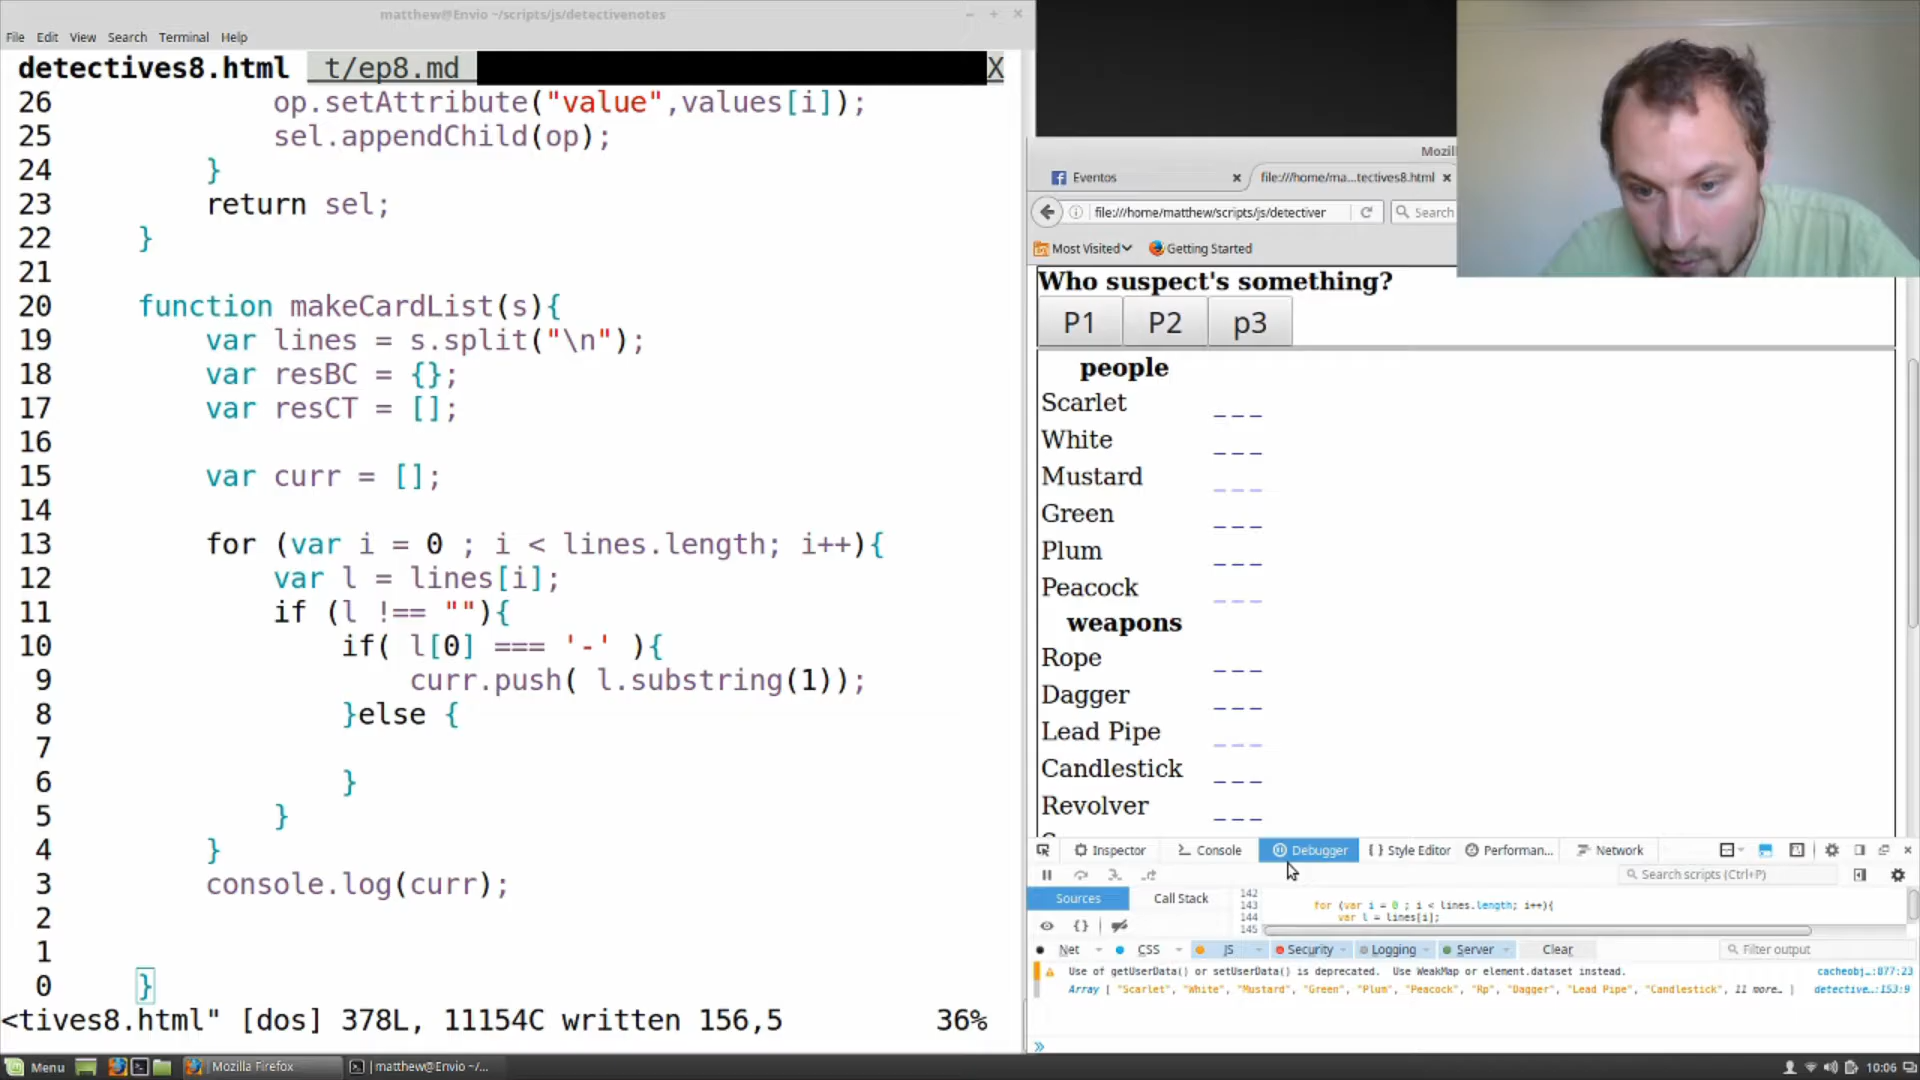 matthew@Envio ~/scripts/js/detectivenotes
File Edit View Search Terminal Help
detectives8.html t/ep8.md X
26 op.setAttribute("value",values[i]);
25 sel.appendChild(op);
24 }
23 return sel;
22 }
21
20 function makeCardList(s){
19 var lines = s.split("\n");
18 var resBC = {};
17 var resCT = [];
16
15 var curr = [];
14
13 for (var i = 0 ; i < lines.length; i++){
12 var l = lines[i];
11 if (l !== ""){
10 if( l[0] === '-' ){
9 curr.push( l.substring(1));
8 }else {
7
6 }
5 }
4 }
3 console.log(curr);
2
1
0 }
<tives8.html" [dos] 378L, 11154C written 156,5 36%
Mozil
Eventos × file:///home/ma...tectives8.html ×
file:///home/matthew/scripts/js/detectiver Search
Most Visited Getting Started
Who suspect's something?
P1 P2 p3
people
Scarlet _ _ _
White _ _ _
Mustard _ _ _
Green _ _ _
Plum _ _ _
Peacock _ _ _
weapons
Rope _ _ _
Dagger _ _ _
Lead Pipe _ _ _
Candlestick _ _ _
Revolver _ _ _
Inspector Console Debugger { } Style Editor Performan... Network
Search scripts (Ctrl+P)
Sources Call Stack
142
143 for (var i = 0 ; i < lines.length; i++){
144 var l = lines[i];
145
Net CSS JS Security Logging Server Clear Filter output
Use of getUserData() or setUserData() is deprecated. Use WeakMap or element.dataset instead. cacheobj…:877:23
Array [ "Scarlet", "White", "Mustard", "Green", "Plum", "Peacock", "Rp", "Dagger", "Lead Pipe", "Candlestick", 11 more… ] detective…:153:9
»
Menu Mozilla Firefox matthew@Envio ~/... 10:06